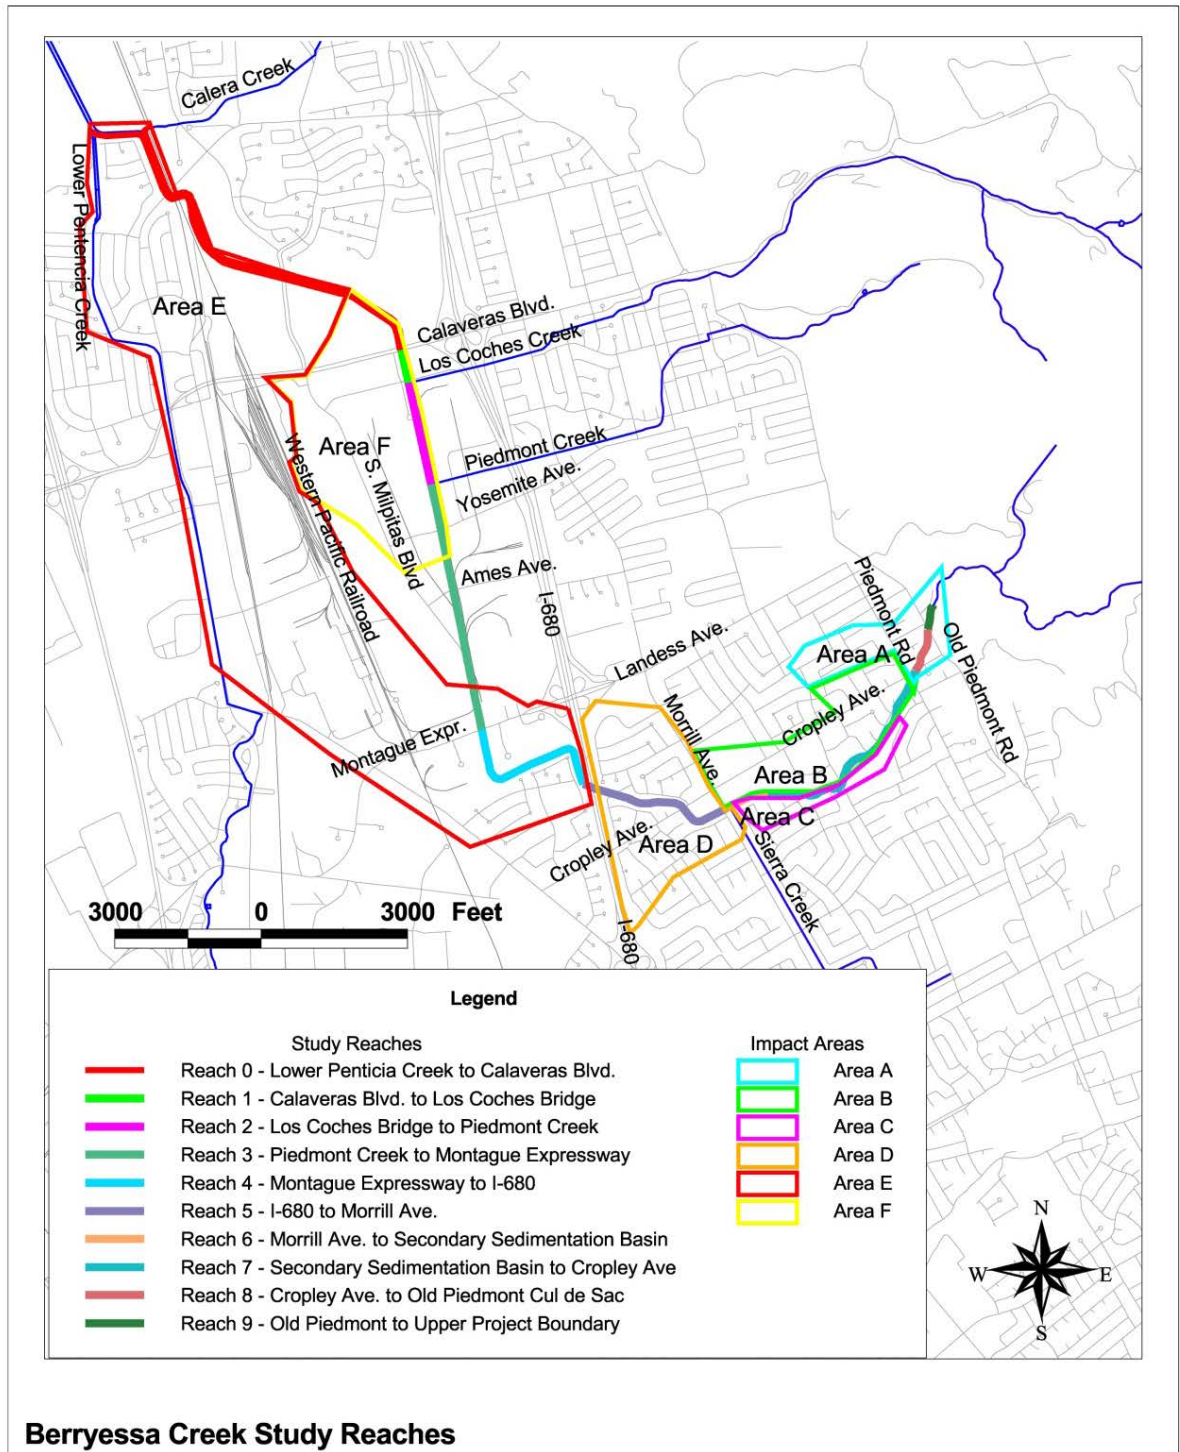 Calera Creek
Lower Pentencia Creek
Area E
Calaveras Blvd.
Los Coches Creek
Area F
Western Pacific Railroad
S. Milpitas Blvd
Piedmont Creek
Yosemite Ave.
Ames Ave.
I-680
Landess Ave.
Piedmont Rd
Old Piedmont Rd
Area A
Cropley Ave.
Morrill Ave.
Montague Expr.
Area B
Area C
Cropley Ave.
Area D
Sierra Creek
I-680
3000 0 3000 Feet
Legend
Study Reaches
Reach 0 - Lower Penticia Creek to Calaveras Blvd.
Reach 1 - Calaveras Blvd. to Los Coches Bridge
Reach 2 - Los Coches Bridge to Piedmont Creek
Reach 3 - Piedmont Creek to Montague Expressway
Reach 4 - Montague Expressway to I-680
Reach 5 - I-680 to Morrill Ave.
Reach 6 - Morrill Ave. to Secondary Sedimentation Basin
Reach 7 - Secondary Sedimentation Basin to Cropley Ave
Reach 8 - Cropley Ave. to Old Piedmont Cul de Sac
Reach 9 - Old Piedmont to Upper Project Boundary
Impact Areas
Area A
Area B
Area C
Area D
Area E
Area F
N
W E
S
Berryessa Creek Study Reaches